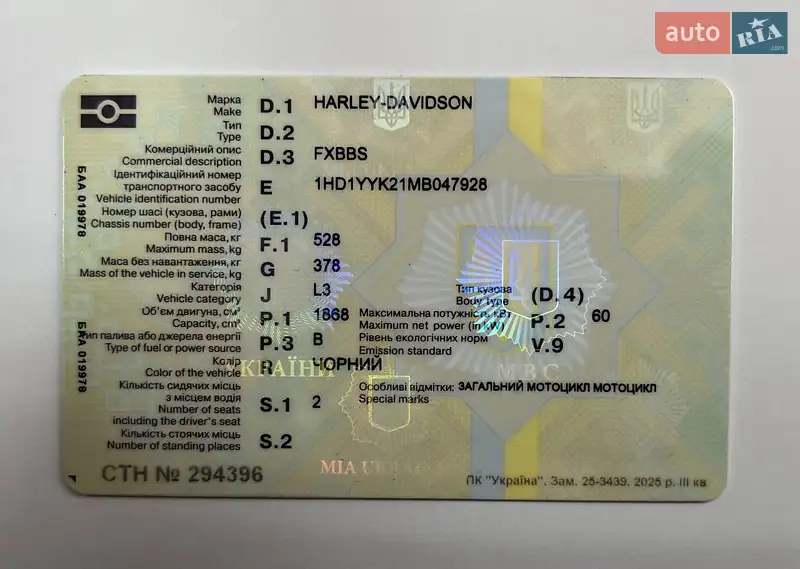 auto RIA .com
Марка
Make D.1 HARLEY-DAVIDSON
Тип
Type D.2
Комерційний опис
Commercial description D.3 FXBBS
Ідентифікаційний номер
транспортного засобу E 1HD1YYK21MB047928
Vehicle identification number
Номер шасі (кузова, рами)
Chassis number (body, frame) (E.1)
Повна маса, кг
Maximum mass, kg F.1 528
Маса без навантаження, кг
Mass of the vehicle in service, kg G 378
Категорія
Vehicle category J L3
Тип кузова
Body Type (D.4)
Об'єм двигуна, см³
Capacity, cm³ P.1 1868
Максимальна потужність, кВт
Maximum net power (in kW) P.2 60
Тип палива або джерела енергії
Type of fuel or power source P.3 B
Рівень екологічних норм
Emission standard V.9
Колір
Color of the vehicle R ЧОРНИЙ
Кількість сидячих місць
з місцем водія
Number of seats S.1 2
including the driver's seat
Особливі відмітки: ЗАГАЛЬНИЙ МОТОЦИКЛ МОТОЦИКЛ
Special marks
Кількість стоячих місць
Number of standing places S.2
СТН № 294396
ПК "Україна". Зам. 25-3439. 2025 р. III кв.
БАА 019978
БАА 019978
МВС
MIA